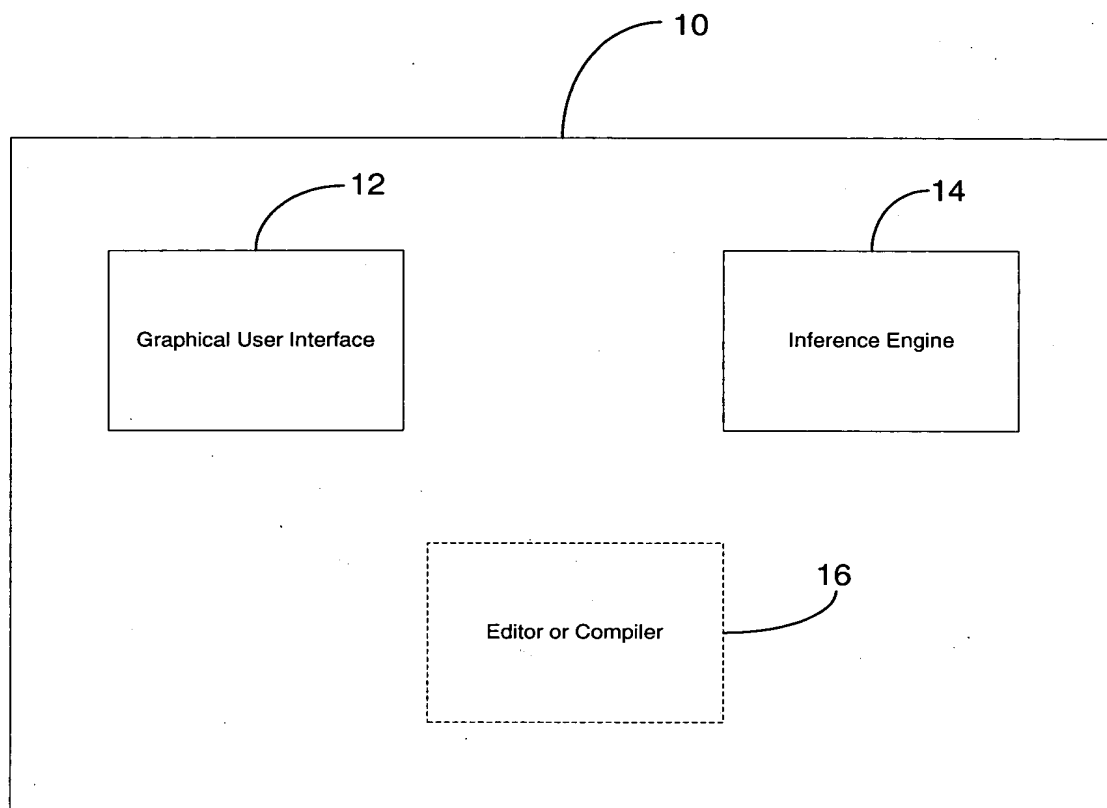 10
12
14
Graphical User Interface
Inference Engine
16
Editor or Compiler